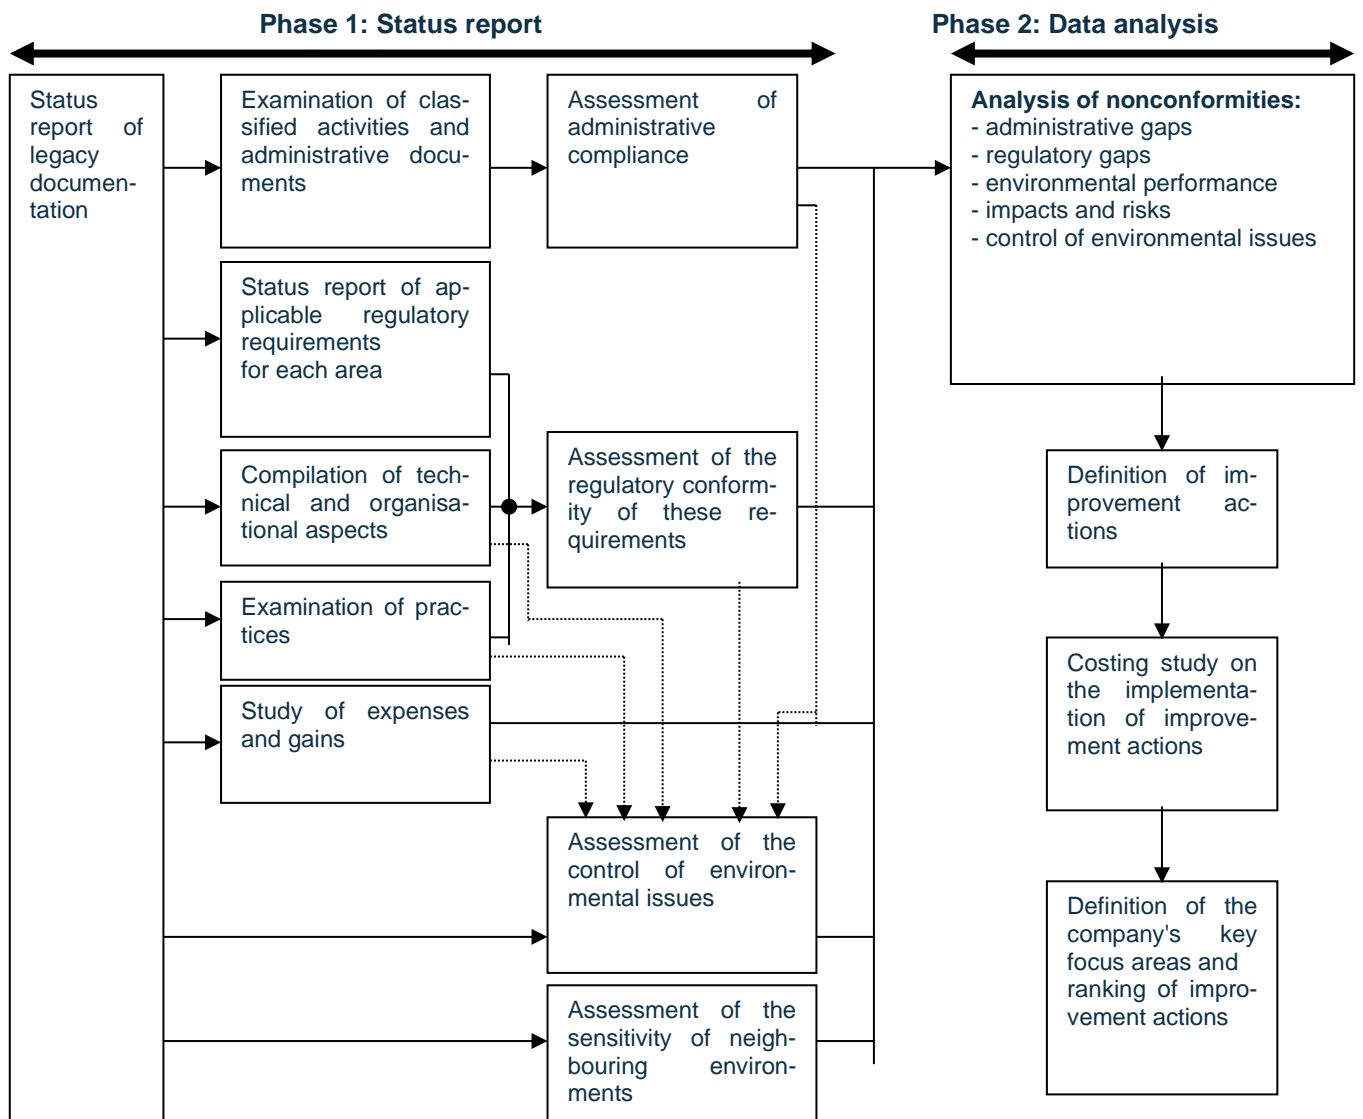 Phase 1: Status report
Phase 2: Data analysis
Status
report of
legacy
documen-
tation
Examination of clas-
sified activities and
administrative docu-
ments
Assessment of
administrative
compliance
Analysis of nonconformities:
- administrative gaps
- regulatory gaps
- environmental performance
- impacts and risks
- control of environmental issues
Status report of ap-
plicable regulatory
requirements
for each area
Compilation of tech-
nical and organisa-
tional aspects
Assessment of the
regulatory conform-
ity of these re-
quirements
Definition of im-
provement ac-
tions
Examination of prac-
tices
Study of expenses
and gains
Costing study on
the implementa-
tion of improve-
ment actions
Assessment of the
control of environ-
mental issues
Definition of the
company's key
focus areas and
ranking of impro-
vement actions
Assessment of the
sensitivity of neigh-
bouring environ-
ments